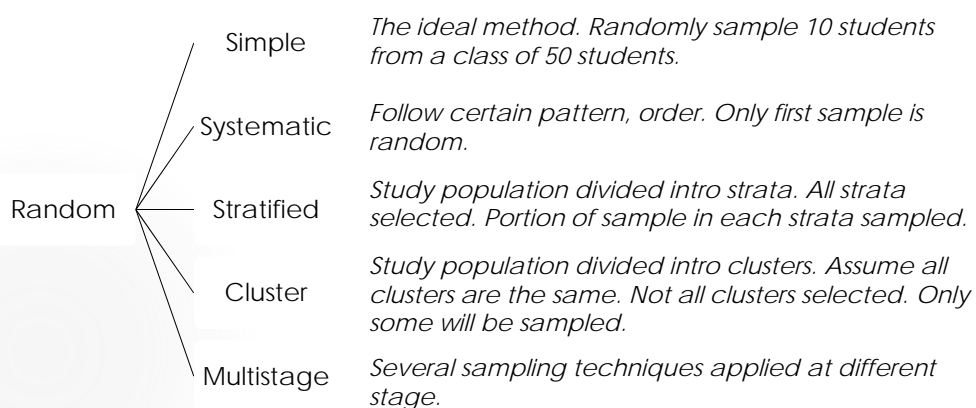 Random
Simple
The ideal method. Randomly sample 10 students
from a class of 50 students.
Systematic
Follow certain pattern, order. Only first sample is
random.
Stratified
Study population divided intro strata. All strata
selected. Portion of sample in each strata sampled.
Cluster
Study population divided intro clusters. Assume all
clusters are the same. Not all clusters selected. Only
some will be sampled.
Multistage
Several sampling techniques applied at different
stage.